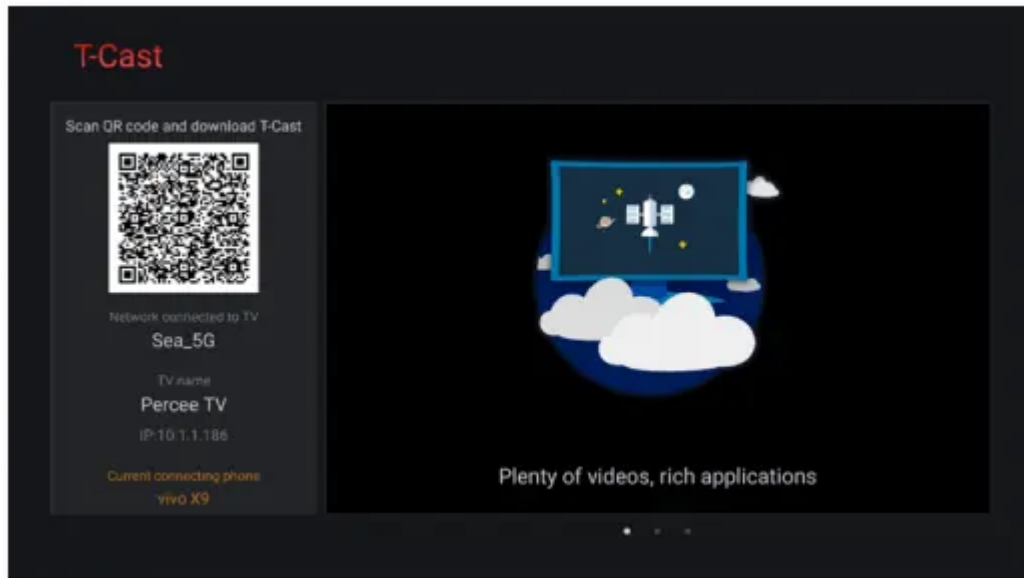 T-Cast
Scan QR code and download T-Cast
Network connected to TV
Sea_5G
TV name
Percee TV
IP:10.1.1.186
Current connecting phone
vivo X9
Plenty of videos, rich applications